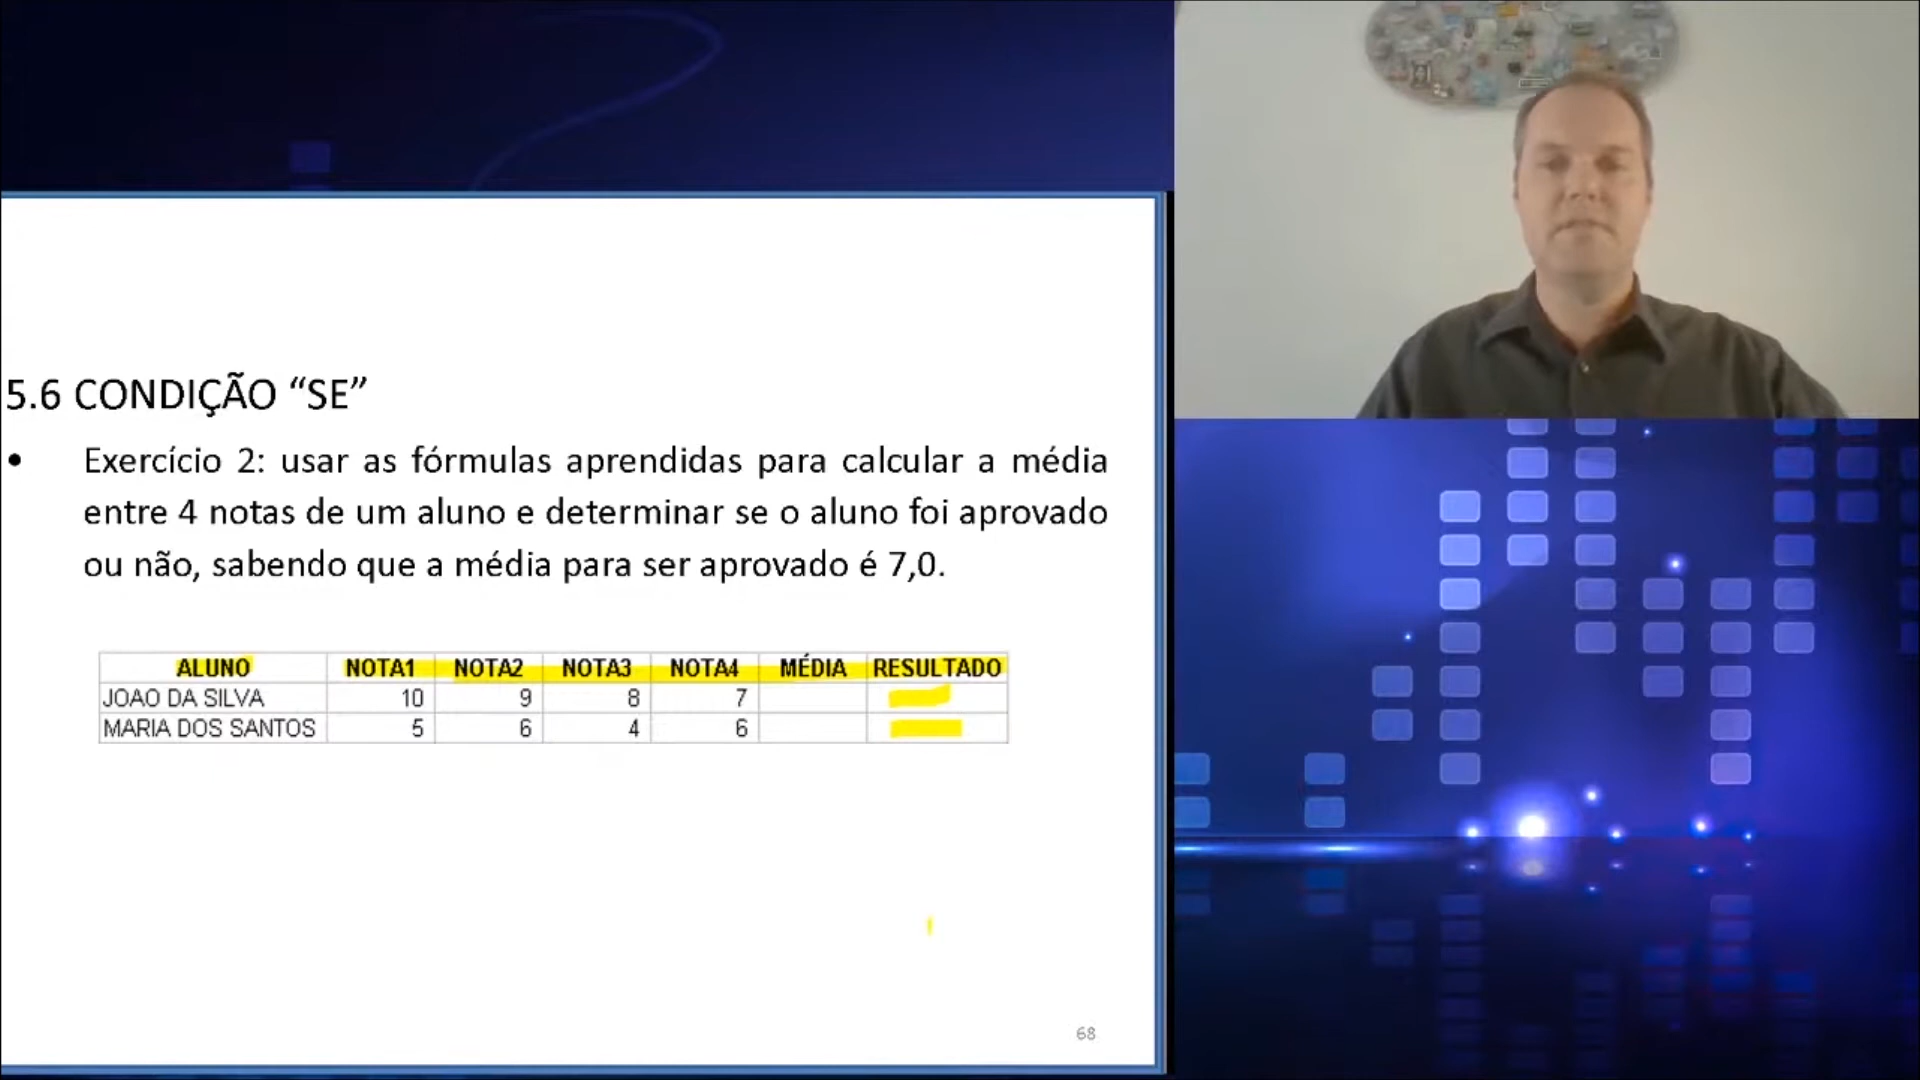 5.6 CONDIÇÃO “SE”
• Exercício 2: usar as fórmulas aprendidas para calcular a média
entre 4 notas de um aluno e determinar se o aluno foi aprovado
ou não, sabendo que a média para ser aprovado é 7,0.
ALUNO NOTA1 NOTA2 NOTA3 NOTA4 MÉDIA RESULTADO
JOAO DA SILVA 10 9 8 7
MARIA DOS SANTOS 5 6 4 6
68